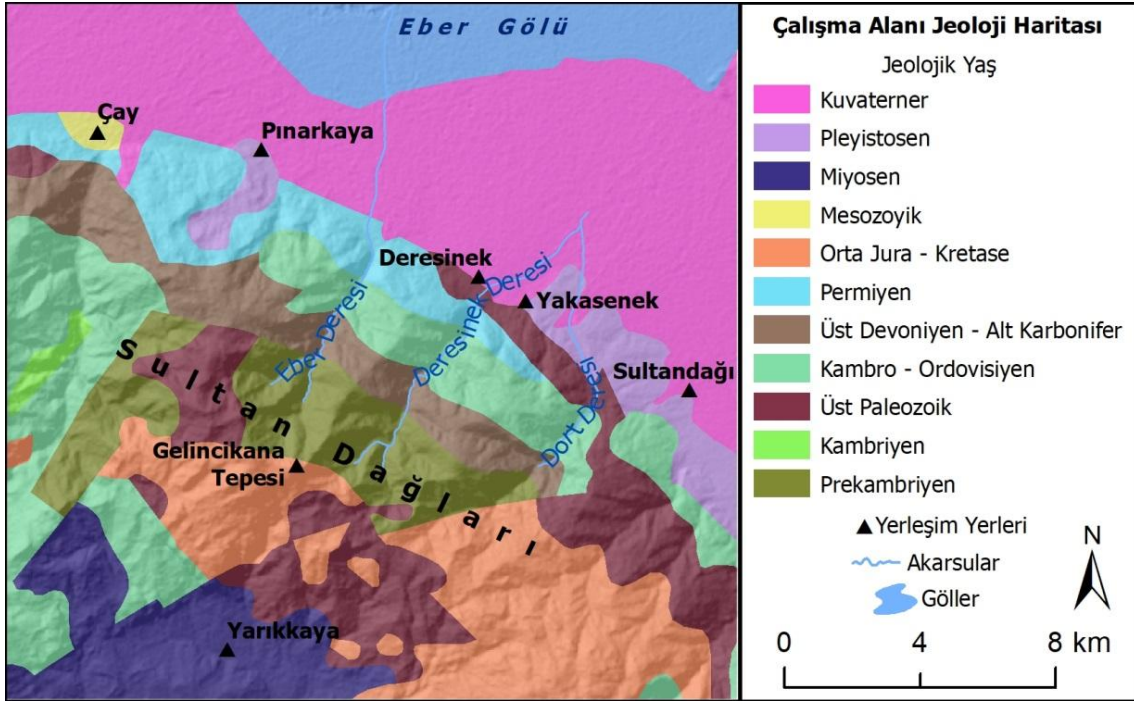 Eber Gölü
Çay
Pınarkaya
Deresinek
Yakasenek
Sultandağı
Eber Deresi
Deresinek Deresi
Dort Deresi
Sultan Dağları
Gelincikana
Tepesi
Yarıkkaya
Çalışma Alanı Jeoloji Haritası
Jeolojik Yaş
Kuvaterner
Pleyistosen
Miyosen
Mesozoyik
Orta Jura - Kretase
Permiyen
Üst Devoniyen - Alt Karbonifer
Kambro - Ordovisiyen
Üst Paleozoik
Kambriyen
Prekambriyen
Yerleşim Yerleri
Akarsular
Göller
N
0 4 8 km